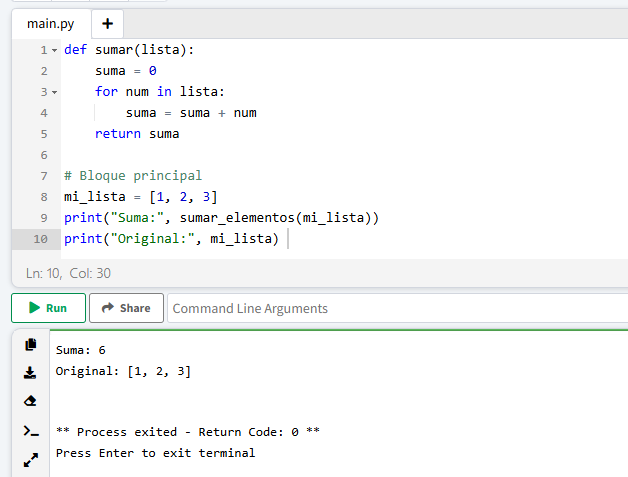 main.py +
1 def sumar(lista):
2 suma = 0
3 for num in lista:
4 suma = suma + num
5 return suma
6
7 # Bloque principal
8 mi_lista = [1, 2, 3]
9 print("Suma:", sumar_elementos(mi_lista))
10 print("Original:", mi_lista)
Ln: 10, Col: 30
Run Share Command Line Arguments
Suma: 6
Original: [1, 2, 3]
** Process exited - Return Code: 0 **
Press Enter to exit terminal